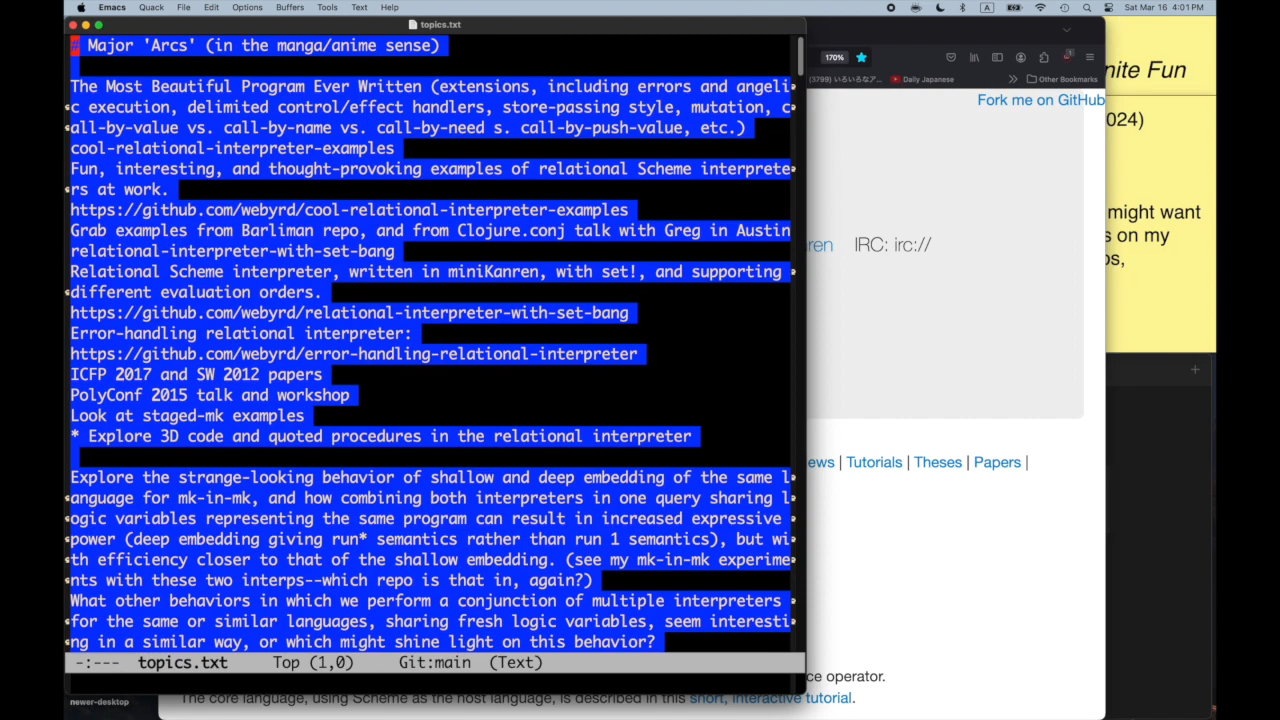 Emacs Quack File Edit Options Buffers Tools Text Help
A
Sat Mar 16 4:01 PM
topics.txt
# Major 'Arcs' (in the manga/anime sense)
The Most Beautiful Program Ever Written (extensions, including errors and angeli
c execution, delimited control/effect handlers, store-passing style, mutation, c
all-by-value vs. call-by-name vs. call-by-need s. call-by-push-value, etc.)
cool-relational-interpreter-examples
Fun, interesting, and thought-provoking examples of relational Scheme interprete
rs at work.
https://github.com/webyrd/cool-relational-interpreter-examples
Grab examples from Barliman repo, and from Clojure.conj talk with Greg in Austin
relational-interpreter-with-set-bang
Relational Scheme interpreter, written in miniKanren, with set!, and supporting
different evaluation orders.
https://github.com/webyrd/relational-interpreter-with-set-bang
Error-handling relational interpreter:
https://github.com/webyrd/error-handling-relational-interpreter
ICFP 2017 and SW 2012 papers
PolyConf 2015 talk and workshop
Look at staged-mk examples
* Explore 3D code and quoted procedures in the relational interpreter
Explore the strange-looking behavior of shallow and deep embedding of the same l
anguage for mk-in-mk, and how combining both interpreters in one query sharing l
ogic variables representing the same program can result in increased expressive
power (deep embedding giving run* semantics rather than run 1 semantics), but wi
th efficiency closer to that of the shallow embedding. (see my mk-in-mk experime
nts with these two interps--which repo is that in, again?)
What other behaviors in which we perform a conjunction of multiple interpreters
for the same or similar languages, sharing fresh logic variables, seem interesti
ng in a similar way, or which might shine light on this behavior?
-:--- topics.txt Top (1,0) Git:main (Text)
170%
1
(3799) いろいろなア... Daily Japanese Other Bookmarks
Fork me on GitHub
ren IRC: irc://
ews | Tutorials | Theses | Papers |
ce operator.
The core language, using Scheme as the host language, is described in this short, interactive tutorial.
nite Fun
024)
might want
s on my
os,
+
newer-desktop